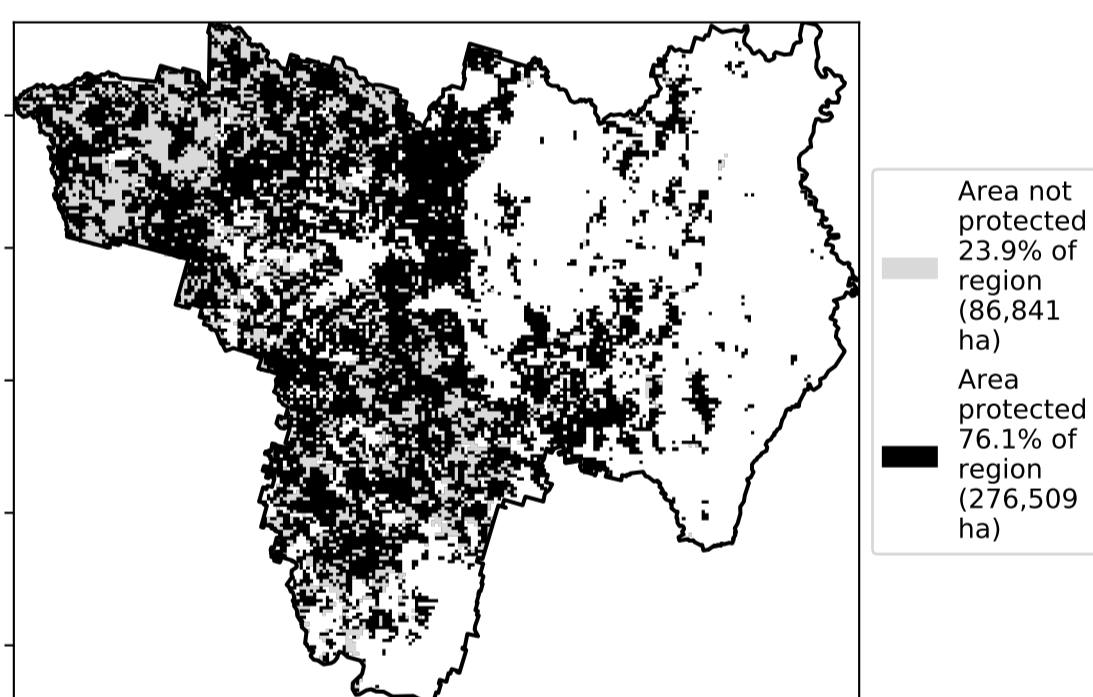 Area not
protected
23.9% of
region
(86,841
ha)
Area
protected
76.1% of
region
(276,509
ha)